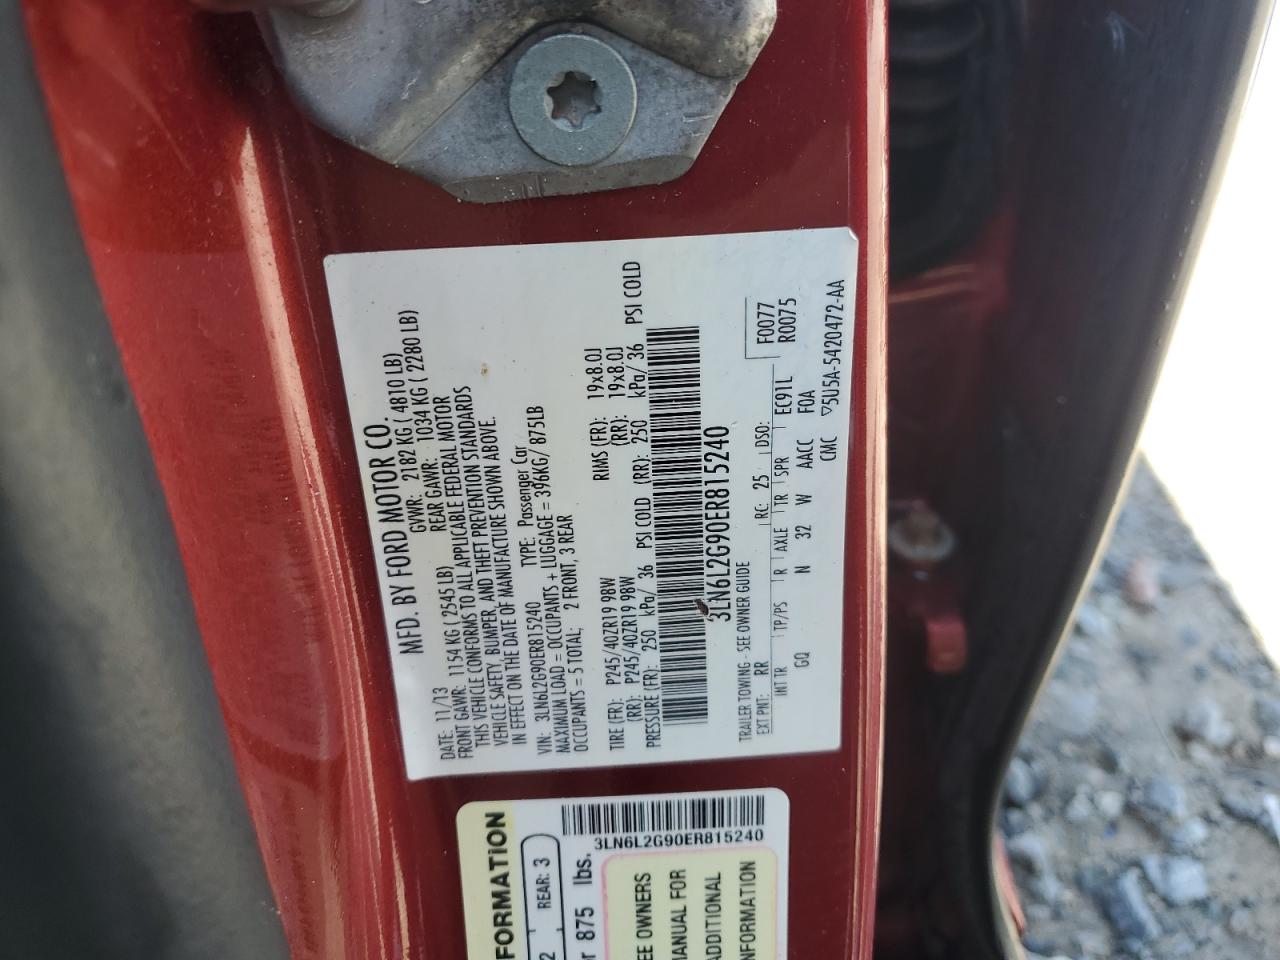 MFD. BY FORD MOTOR CO.
DATE: 11/13 GVWR: 2182 KG ( 4810 LB)
FRONT GAWR: 1154 KG ( 2545 LB) REAR GAWR: 1034 KG ( 2280 LB)
THIS VEHICLE CONFORMS TO ALL APPLICABLE FEDERAL MOTOR
VEHICLE SAFETY, BUMPER, AND THEFT PREVENTION STANDARDS
IN EFFECT ON THE DATE OF MANUFACTURE SHOWN ABOVE.
VIN: 3LN6L2G90ER815240 TYPE: Passenger Car
MAXIMUM LOAD = OCCUPANTS + LUGGAGE = 396KG/ 875LB
OCCUPANTS = 5 TOTAL; 2 FRONT, 3 REAR
TIRE (FR): P245/40ZR19 98W RIMS (FR): 19x8.0J
(RR): P245/40ZR19 98W (RR): 19x8.0J
PRESSURE (FR): 250 kPa/ 36 PSI COLD (RR): 250 kPa/ 36 PSI COLD
3LN6L2G90ER815240
TRAILER TOWING - SEE OWNER GUIDE F0077
EXT PNT: RR RC: 25 DSO: R0075
INT TR TP/PS R AXLE TR SPR EC91L
GQ N 32 W AACC F0A
CMC ▽5U5A-5420472-AA
3LN6L2G90ER815240
FORMATION
2 REAR: 3
r 875 lbs.
EE OWNERS
MANUAL FOR
ADDITIONAL
NFORMATION